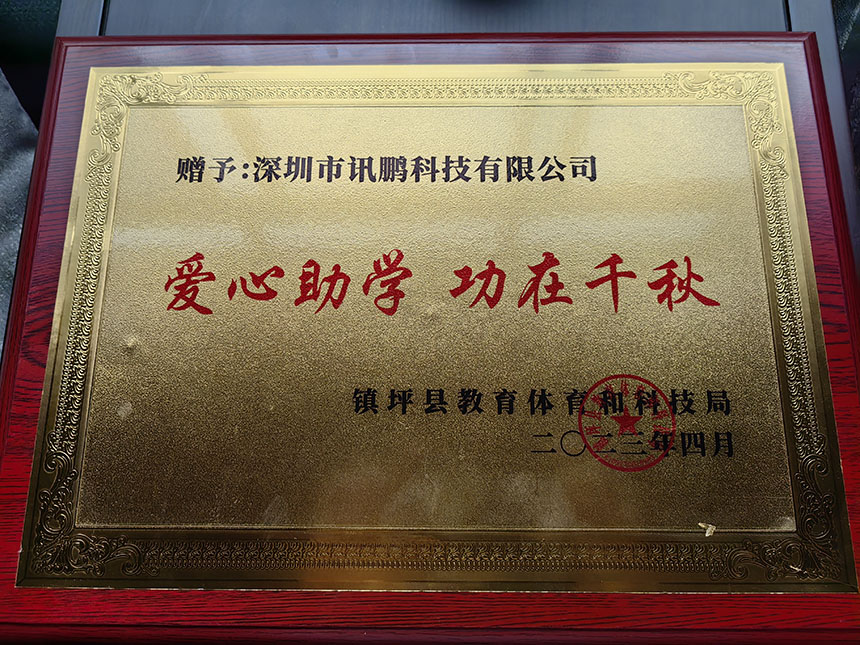 赠予:深圳市讯鹏科技有限公司
爱心助学 功在千秋
镇坪县教育体育和科技局
二〇二三年四月